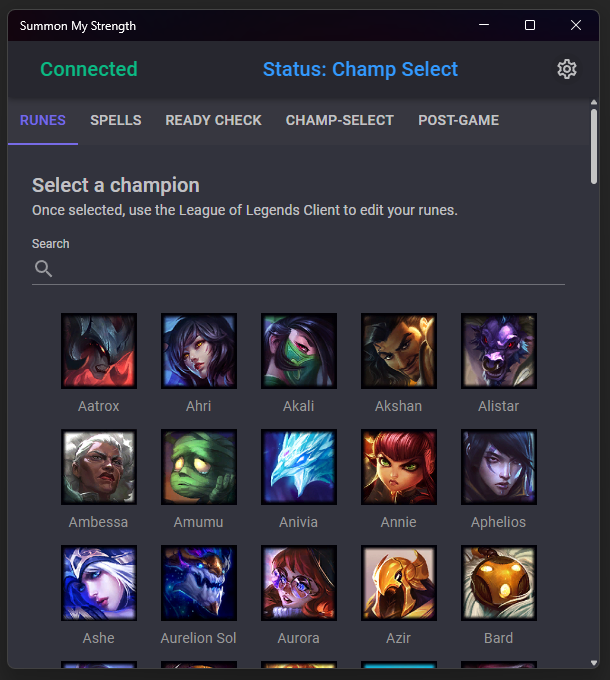 Summon My Strength
Connected
Status: Champ Select
RUNES
SPELLS
READY CHECK
CHAMP-SELECT
POST-GAME
Select a champion
Once selected, use the League of Legends Client to edit your runes.
Search
Aatrox
Ahri
Akali
Akshan
Alistar
Ambessa
Amumu
Anivia
Annie
Aphelios
Ashe
Aurelion Sol
Aurora
Azir
Bard